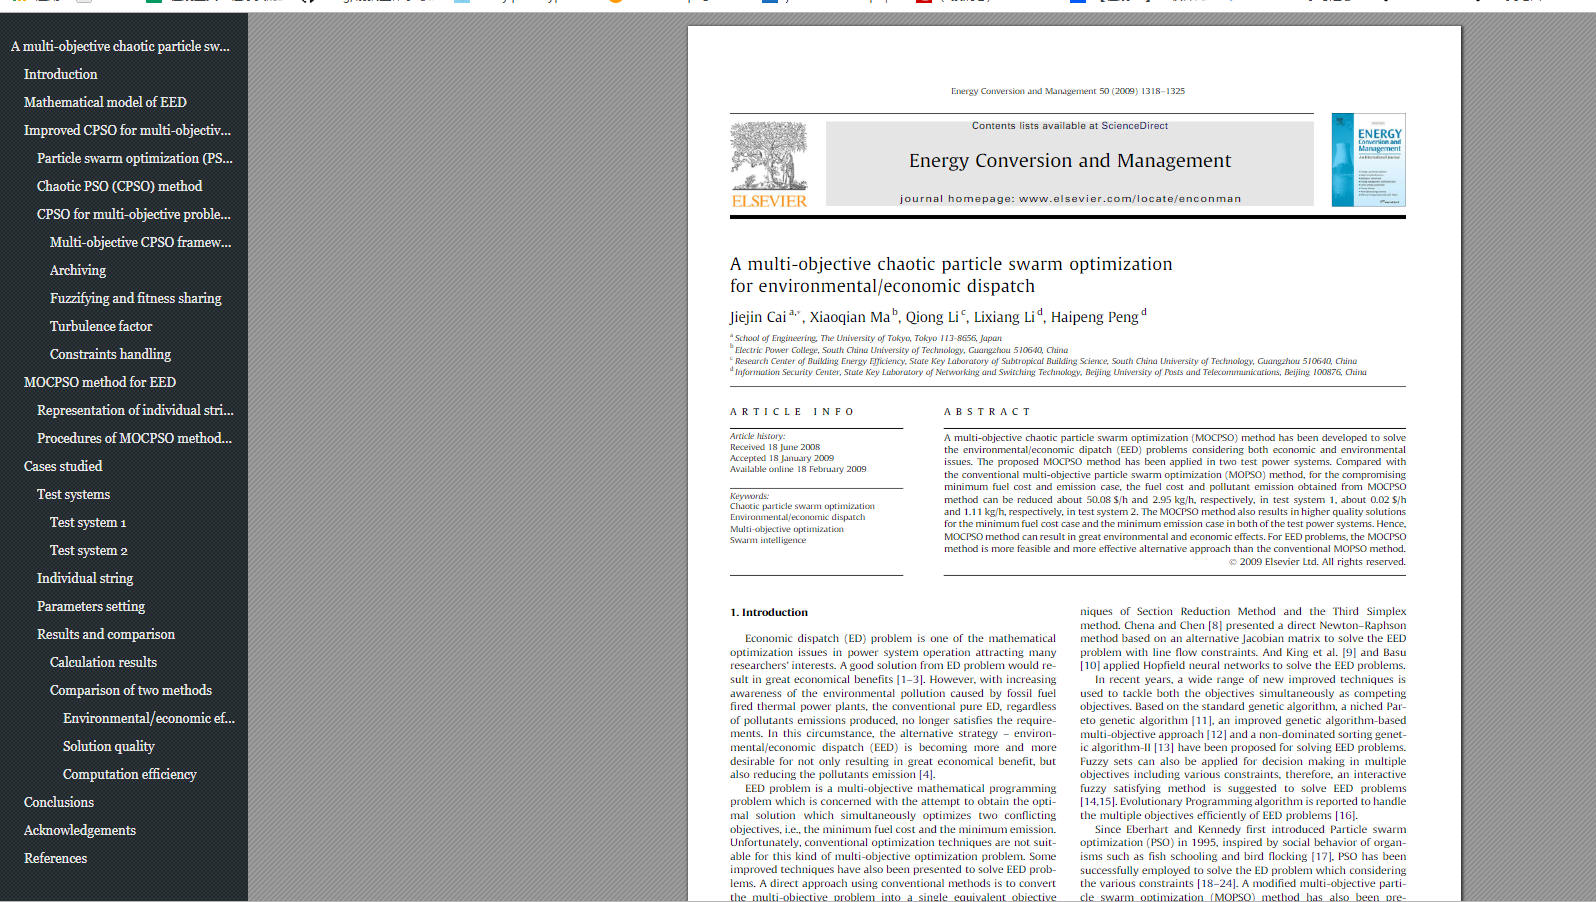 A multi-objective chaotic particle sw...
Introduction
Mathematical model of EED
Improved CPSO for multi-objectiv...
Particle swarm optimization (PS...
Chaotic PSO (CPSO) method
CPSO for multi-objective proble...
Multi-objective CPSO framew...
Archiving
Fuzzifying and fitness sharing
Turbulence factor
Constraints handling
MOCPSO method for EED
Representation of individual stri...
Procedures of MOCPSO method...
Cases studied
Test systems
Test system 1
Test system 2
Individual string
Parameters setting
Results and comparison
Calculation results
Comparison of two methods
Environmental/economic ef...
Solution quality
Computation efficiency
Conclusions
Acknowledgements
References
Energy Conversion and Management 50 (2009) 1318–1325
Contents lists available at ScienceDirect
Energy Conversion and Management
journal homepage: www.elsevier.com/locate/enconman
ELSEVIER
ENERGY
Conversion and
Management
A multi-objective chaotic particle swarm optimization
for environmental/economic dispatch
Jiejin Cai a,*, Xiaoqian Ma b, Qiong Li c, Lixiang Li d, Haipeng Peng d
a School of Engineering, The University of Tokyo, Tokyo 113-8656, Japan
b Electric Power College, South China University of Technology, Guangzhou 510640, China
c Research Center of Building Energy Efficiency, State Key Laboratory of Subtropical Building Science, South China University of Technology, Guangzhou 510640, China
d Information Security Center, State Key Laboratory of Networking and Switching Technology, Beijing University of Posts and Telecommunications, Beijing 100876, China
ARTICLE INFO
Article history:
Received 18 June 2008
Accepted 18 January 2009
Available online 18 February 2009
Keywords:
Chaotic particle swarm optimization
Environmental/economic dispatch
Multi-objective optimization
Swarm intelligence
ABSTRACT
A multi-objective chaotic particle swarm optimization (MOCPSO) method has been developed to solve
the environmental/economic dipatch (EED) problems considering both economic and environmental
issues. The proposed MOCPSO method has been applied in two test power systems. Compared with
the conventional multi-objective particle swarm optimization (MOPSO) method, for the compromising
minimum fuel cost and emission case, the fuel cost and pollutant emission obtained from MOCPSO
method can be reduced about 50.08 $/h and 2.95 kg/h, respectively, in test system 1, about 0.02 $/h
and 1.11 kg/h, respectively, in test system 2. The MOCPSO method also results in higher quality solutions
for the minimum fuel cost case and the minimum emission case in both of the test power systems. Hence,
MOCPSO method can result in great environmental and economic effects. For EED problems, the MOCPSO
method is more feasible and more effective alternative approach than the conventional MOPSO method.
© 2009 Elsevier Ltd. All rights reserved.
1. Introduction
Economic dispatch (ED) problem is one of the mathematical
optimization issues in power system operation attracting many
researchers' interests. A good solution from ED problem would re-
sult in great economical benefits [1–3]. However, with increasing
awareness of the environmental pollution caused by fossil fuel
fired thermal power plants, the conventional pure ED, regardless
of pollutants emissions produced, no longer satisfies the require-
ments. In this circumstance, the alternative strategy – environ-
mental/economic dispatch (EED) is becoming more and more
desirable for not only resulting in great economical benefit, but
also reducing the pollutants emission [4].
EED problem is a multi-objective mathematical programming
problem which is concerned with the attempt to obtain the opti-
mal solution which simultaneously optimizes two conflicting
objectives, i.e., the minimum fuel cost and the minimum emission.
Unfortunately, conventional optimization techniques are not suit-
able for this kind of multi-objective optimization problem. Some
improved techniques have also been presented to solve EED prob-
lems. A direct approach using conventional methods is to convert
the multi-objective problem into a single equivalent objective
niques of Section Reduction Method and the Third Simplex
method. Chena and Chen [8] presented a direct Newton–Raphson
method based on an alternative Jacobian matrix to solve the EED
problem with line flow constraints. And King et al. [9] and Basu
[10] applied Hopfield neural networks to solve the EED problems.
In recent years, a wide range of new improved techniques is
used to tackle both the objectives simultaneously as competing
objectives. Based on the standard genetic algorithm, a niched Par-
eto genetic algorithm [11], an improved genetic algorithm-based
multi-objective approach [12] and a non-dominated sorting genet-
ic algorithm-II [13] have been proposed for solving EED problems.
Fuzzy sets can also be applied for decision making in multiple
objectives including various constraints, therefore, an interactive
fuzzy satisfying method is suggested to solve EED problems
[14,15]. Evolutionary Programming algorithm is reported to handle
the multiple objectives efficiently of EED problems [16].
Since Eberhart and Kennedy first introduced Particle swarm
optimization (PSO) in 1995, inspired by social behavior of organ-
isms such as fish schooling and bird flocking [17], PSO has been
successfully employed to solve the ED problem which considering
the various constraints [18–24]. A modified multi-objective parti-
cle swarm optimization (MOPSO) method has also been pre-